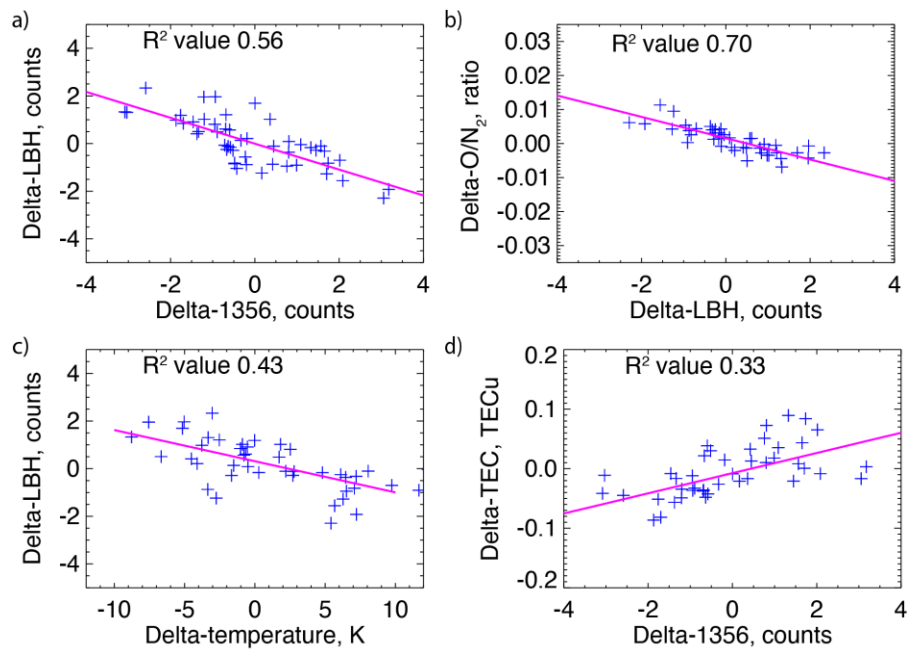 a)
R² value 0.56
Delta-LBH, counts
4
2
0
-2
-4
-4
-2
0
2
4
Delta-1356, counts
b)
R² value 0.70
Delta-O/N₂, ratio
0.03
0.02
0.01
0.00
-0.01
-0.02
-0.03
-4
-2
0
2
4
Delta-LBH, counts
c)
R² value 0.43
Delta-LBH, counts
4
2
0
-2
-4
-10
-5
0
5
10
Delta-temperature, K
d)
R² value 0.33
Delta-TEC, TECu
0.2
0.1
0.0
-0.1
-0.2
-4
-2
0
2
4
Delta-1356, counts